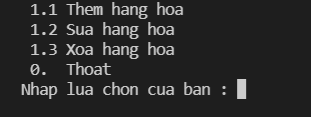 1.1 Them hang hoa
1.2 Sua hang hoa
1.3 Xoa hang hoa
0.  Thoat
Nhap lua chon cua ban :